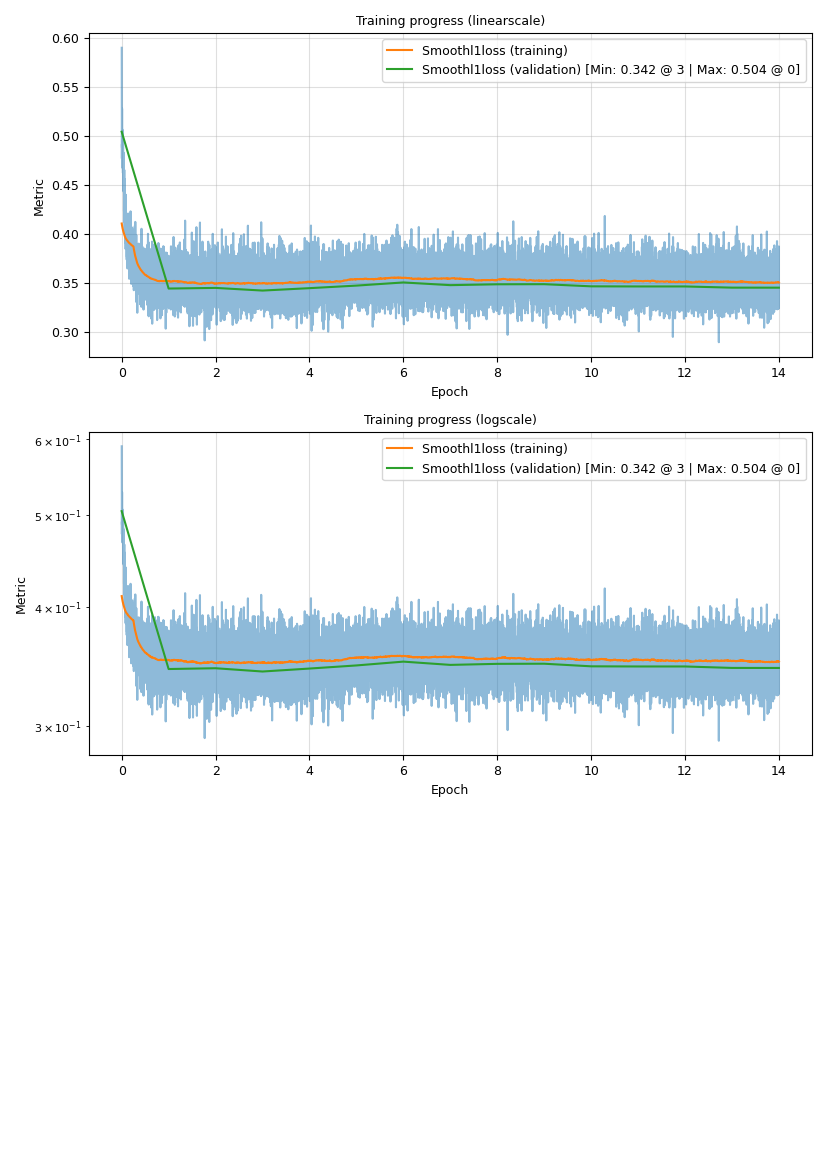 Training progress (linearscale)
0.60
0.55
0.50
0.45
0.40
0.35
0.30
Metric
Smoothl1loss (training)
Smoothl1loss (validation) [Min: 0.342 @ 3 | Max: 0.504 @ 0]
0 2 4 6 8 10 12 14
Epoch
Training progress (logscale)
6 × 10⁻¹
5 × 10⁻¹
4 × 10⁻¹
3 × 10⁻¹
Metric
Smoothl1loss (training)
Smoothl1loss (validation) [Min: 0.342 @ 3 | Max: 0.504 @ 0]
0 2 4 6 8 10 12 14
Epoch